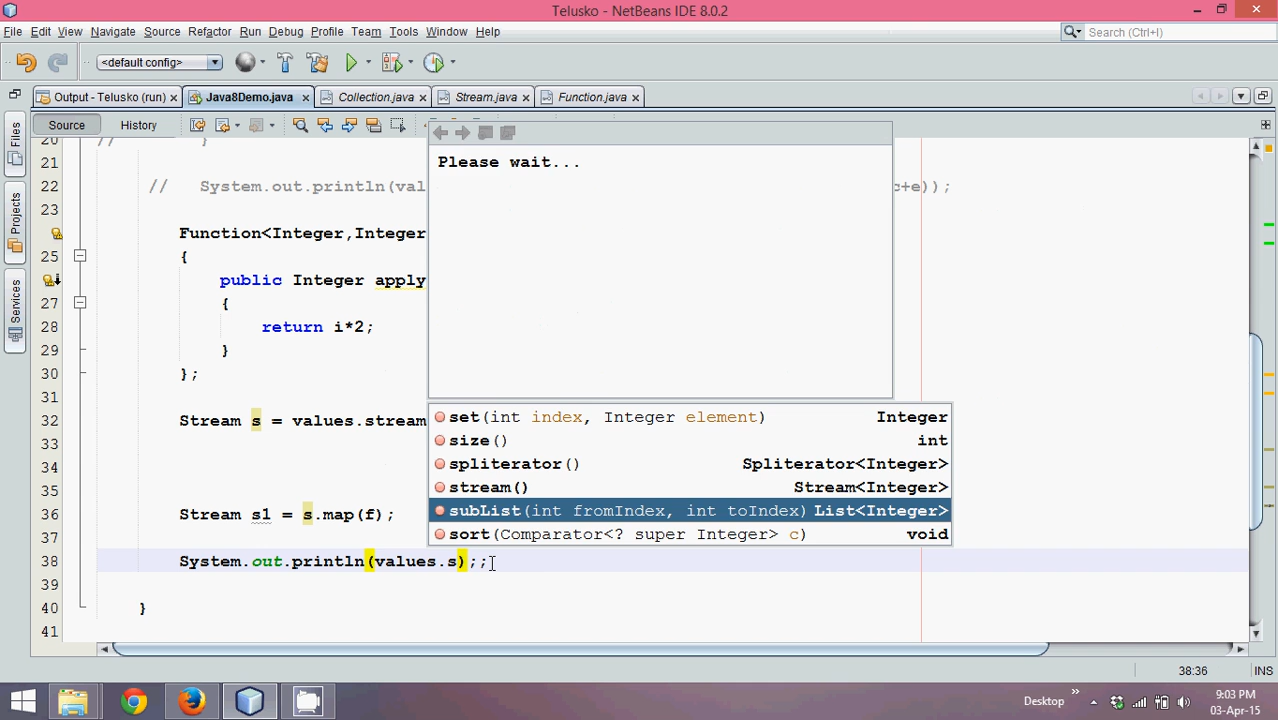 Telusko - NetBeans IDE 8.0.2
File Edit View Navigate Source Refactor Run Debug Profile Team Tools Window Help
Search (Ctrl+I)
<default config>
Output - Telusko (run) Java8Demo.java Collection.java Stream.java Function.java
Source History
20 // }
21
Please wait...
22 // System.out.println(val c+e));
23
Function<Integer,Integer
25 {
public Integer apply
27 {
28 return i*2;
29 }
30 };
31
set(int index, Integer element) Integer
32 Stream s = values.stream
size() int
33
spliterator() Spliterator<Integer>
34
stream() Stream<Integer>
35
subList(int fromIndex, int toIndex) List<Integer>
36 Stream s1 = s.map(f);
sort(Comparator<? super Integer> c) void
37
38 System.out.println(values.s);;
39
40 }
41
Files
Projects
Services
38:36 INS
Desktop
9:03 PM
03-Apr-15